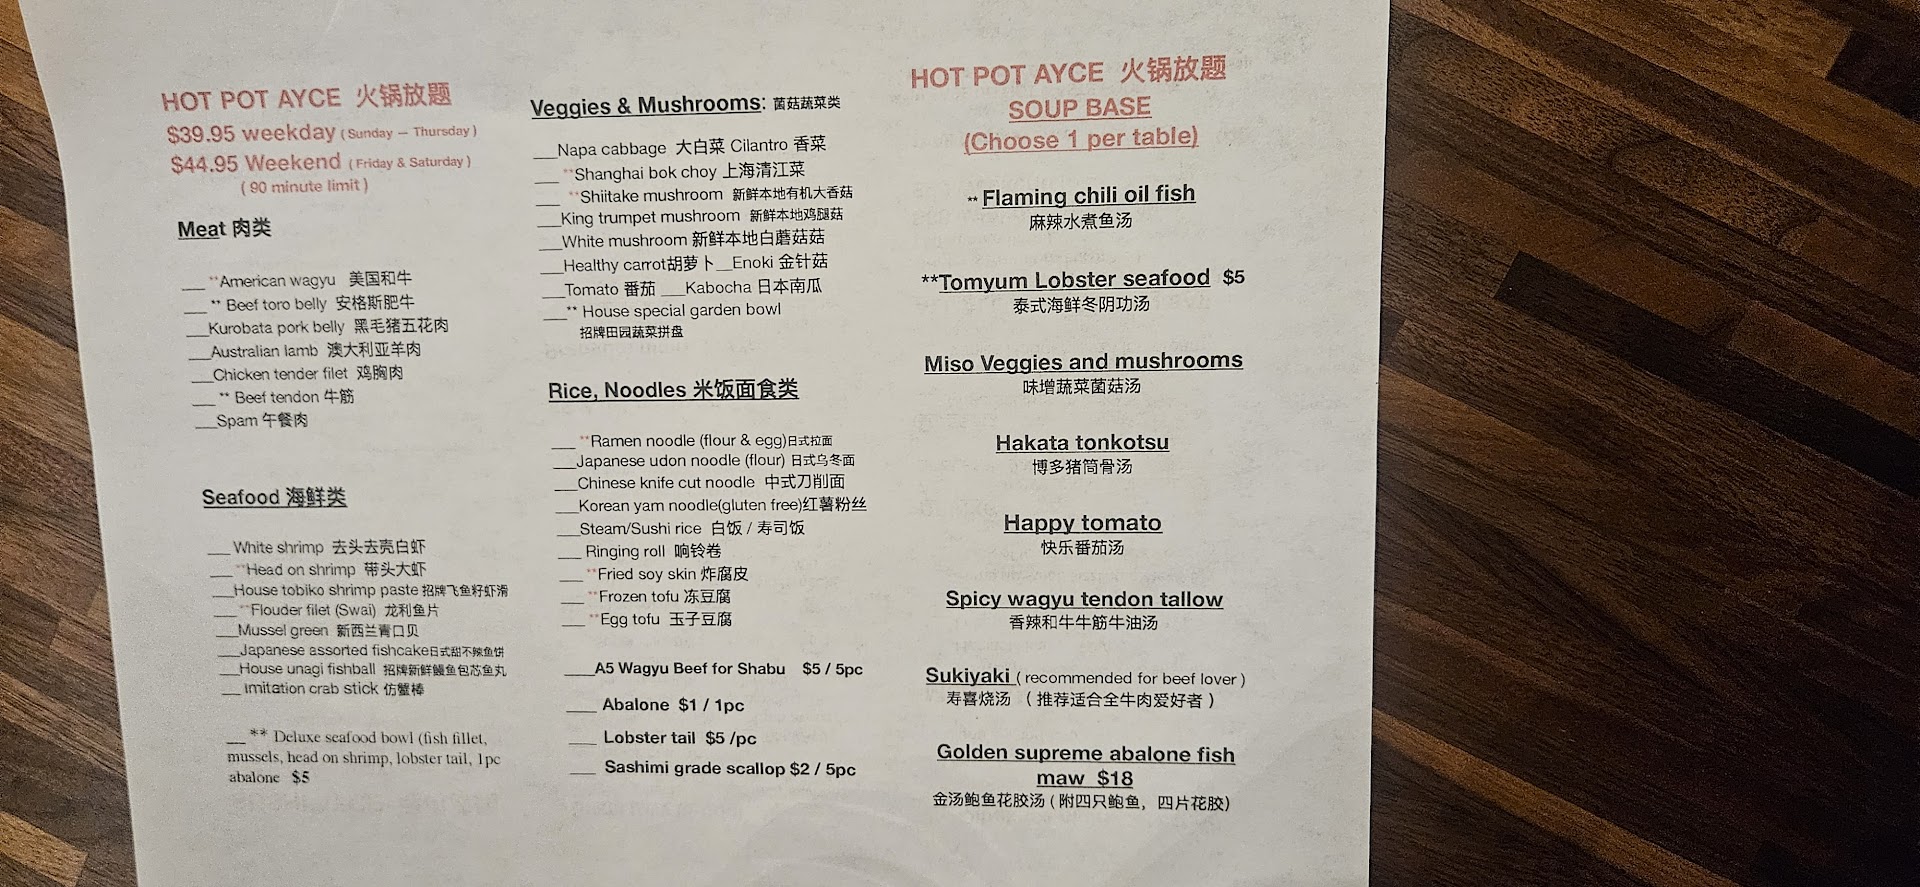 HOT POT AYCE 火锅放题
$39.95 weekday ( Sunday – Thursday )
$44.95 Weekend ( Friday & Saturday )
( 90 minute limit )
Meat 肉类
___ **American wagyu 美国和牛
___ ** Beef toro belly 安格斯肥牛
___Kurobata pork belly 黑毛猪五花肉
___Australian lamb 澳大利亚羊肉
___Chicken tender filet 鸡胸肉
___ ** Beef tendon 牛筋
___Spam 午餐肉
Seafood 海鲜类
___ White shrimp 去头去壳白虾
___ **Head on shrimp 带头大虾
___House tobiko shrimp paste 招牌飞鱼籽虾滑
___ **Flouder filet (Swai) 龙利鱼片
___Mussel green 新西兰青口贝
___Japanese assorted fishcake日式甜不辣鱼饼
___House unagi fishball 招牌新鲜鳗鱼包芯鱼丸
___ imitation crab stick 仿蟹棒
___ ** Deluxe seafood bowl (fish fillet,
mussels, head on shrimp, lobster tail, 1pc
abalone $5
Veggies & Mushrooms: 菌菇蔬菜类
___Napa cabbage 大白菜 Cilantro 香菜
___ **Shanghai bok choy 上海清江菜
___ **Shiitake mushroom 新鲜本地有机大香菇
___King trumpet mushroom 新鲜本地鸡腿菇
___White mushroom 新鲜本地白蘑菇菇
___Healthy carrot胡萝卜__Enoki 金针菇
___Tomato 番茄 ___Kabocha 日本南瓜
___** House special garden bowl
招牌田园蔬菜拼盘
Rice, Noodles 米饭面食类
___ **Ramen noodle (flour & egg)日式拉面
___Japanese udon noodle (flour) 日式乌冬面
___Chinese knife cut noodle 中式刀削面
___Korean yam noodle(gluten free)红薯粉丝
___Steam/Sushi rice 白饭 / 寿司饭
___ Ringing roll 响铃卷
___ **Fried soy skin 炸腐皮
___ **Frozen tofu 冻豆腐
___ **Egg tofu 玉子豆腐
____A5 Wagyu Beef for Shabu $5 / 5pc
____ Abalone $1 / 1pc
____ Lobster tail $5 /pc
___ Sashimi grade scallop $2 / 5pc
HOT POT AYCE 火锅放题
SOUP BASE
(Choose 1 per table)
** Flaming chili oil fish
麻辣水煮鱼汤
**Tomyum Lobster seafood $5
泰式海鲜冬阴功汤
Miso Veggies and mushrooms
味增蔬菜菌菇汤
Hakata tonkotsu
博多猪筒骨汤
Happy tomato
快乐番茄汤
Spicy wagyu tendon tallow
香辣和牛牛筋牛油汤
Sukiyaki ( recommended for beef lover )
寿喜烧汤 （ 推荐适合全牛肉爱好者 ）
Golden supreme abalone fish
maw $18
金汤鲍鱼花胶汤 ( 附四只鲍鱼，四片花胶)